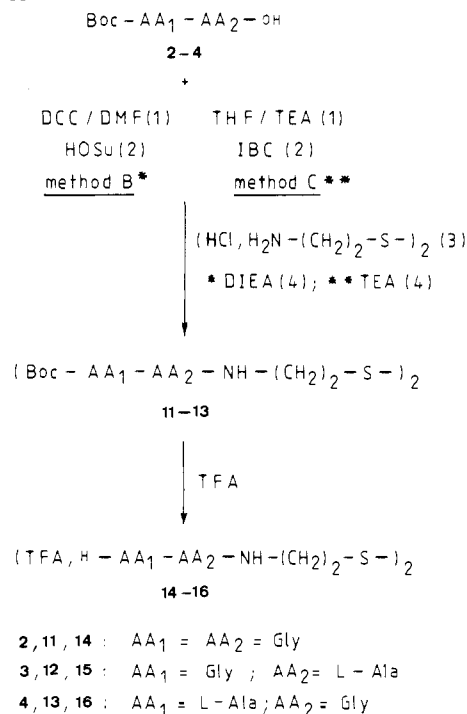 Boc – AA1 – AA2 – OH
2–4
+
DCC / DMF(1) THF/ TEA (1)
HOSu(2) IBC (2)
method B* method C**
(HCl, H2N –(CH2)2–S–)2 (3)
* DIEA(4); ** TEA(4)
( Boc – AA1 – AA2 – NH –(CH2)2 – S – )2
11–13
TFA
(TFA, H – AA1 – AA2 – NH –(CH2)2 – S – )2
14–16
2, 11, 14 : AA1 = AA2 = Gly
3, 12, 15 : AA1 = Gly ; AA2 = L – Ala
4, 13, 16 : AA1 = L – Ala ; AA2 = Gly